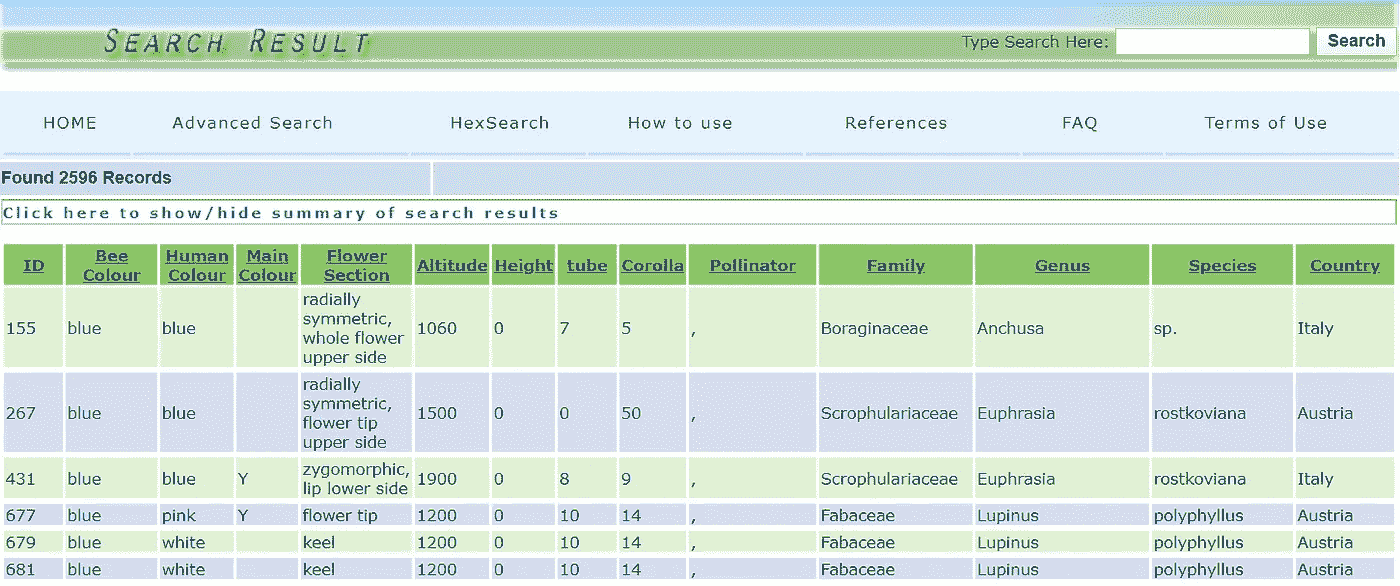 SEARCH RESULT
Type Search Here: Search
HOME Advanced Search HexSearch How to use References FAQ Terms of Use
Found 2596 Records
Click here to show/hide summary of search results
ID Bee Colour Human Colour Main Colour Flower Section Altitude Height tube Corolla Pollinator Family Genus Species Country
155 blue blue radially symmetric, whole flower upper side 1060 0 7 5 , Boraginaceae Anchusa sp. Italy
267 blue blue radially symmetric, flower tip upper side 1500 0 0 50 , Scrophulariaceae Euphrasia rostkoviana Austria
431 blue blue Y zygomorphic, lip lower side 1900 0 8 9 , Scrophulariaceae Euphrasia rostkoviana Italy
677 blue pink Y flower tip 1200 0 10 14 , Fabaceae Lupinus polyphyllus Austria
679 blue white keel 1200 0 10 14 , Fabaceae Lupinus polyphyllus Austria
681 blue white keel 1200 0 10 14 , Fabaceae Lupinus polyphyllus Austria